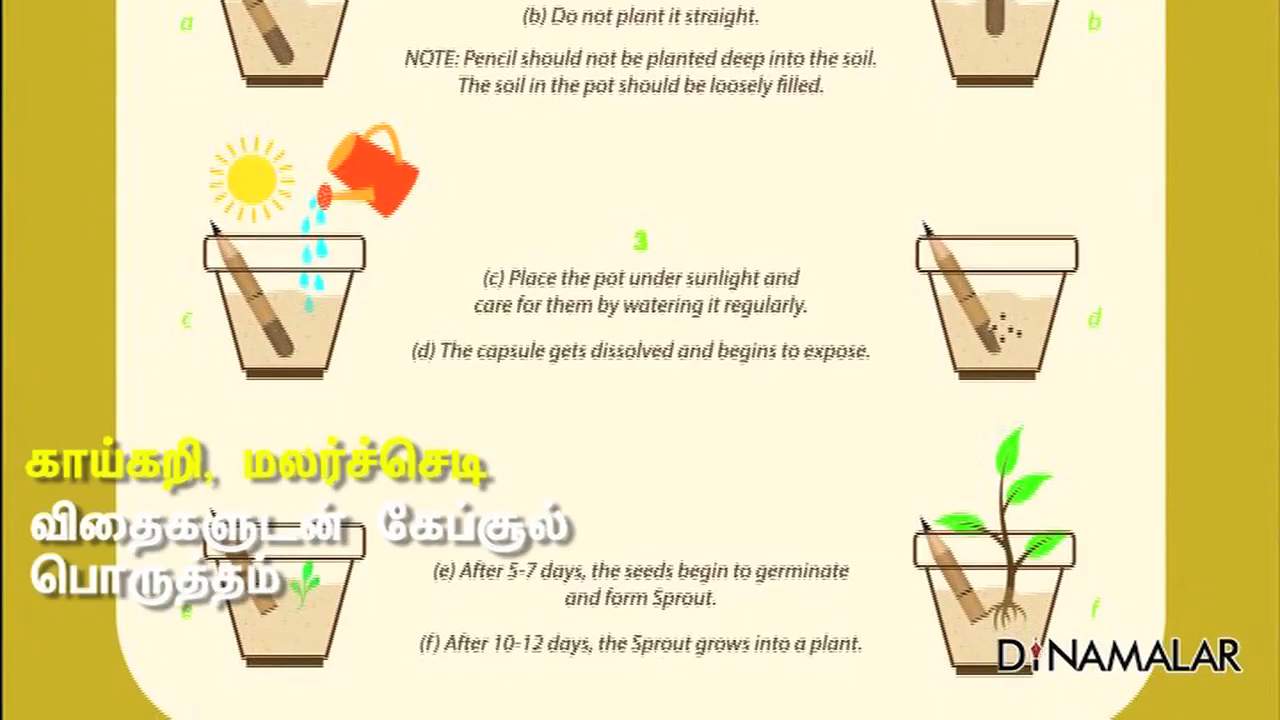 a
(b) Do not plant it straight.
b
NOTE: Pencil should not be planted deep into the soil.
The soil in the pot should be loosely filled.
3
(c) Place the pot under sunlight and
care for them by watering it regularly.
c
d
(d) The capsule gets dissolved and begins to expose.
காய்கறி, மலர்ச்செடி
விதைகளுடன் கேப்சூல்
பொருத்தம்
(e) After 5-7 days, the seeds begin to germinate
and form Sprout.
e
f
(f) After 10-12 days, the Sprout grows into a plant.
DINAMALAR